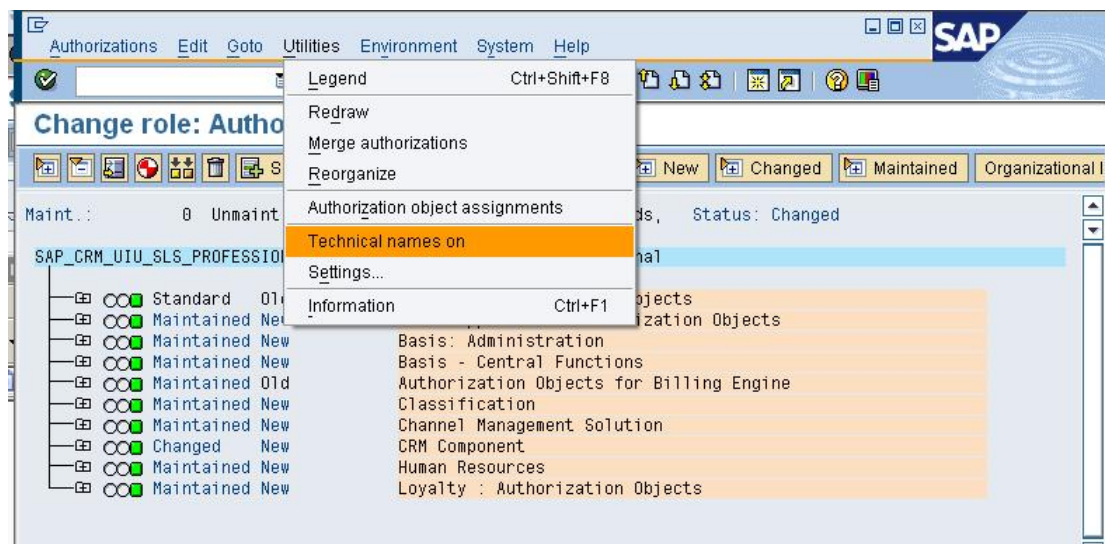 Authorizations Edit Goto Utilities Environment System Help
SAP
Legend Ctrl+Shift+F8
Redraw
Merge authorizations
Reorganize
Authorization object assignments
Technical names on
Settings...
Information Ctrl+F1
Change role: Autho
S New Changed Maintained Organizational l
Maint.: 0 Unmaint ds, Status: Changed
SAP_CRM_UIU_SLS_PROFESSIO nal
Standard Old bjects
Maintained New ization Objects
Maintained New Basis: Administration
Maintained New Basis - Central Functions
Maintained Old Authorization Objects for Billing Engine
Maintained New Classification
Maintained New Channel Management Solution
Changed New CRM Component
Maintained New Human Resources
Maintained New Loyalty : Authorization Objects